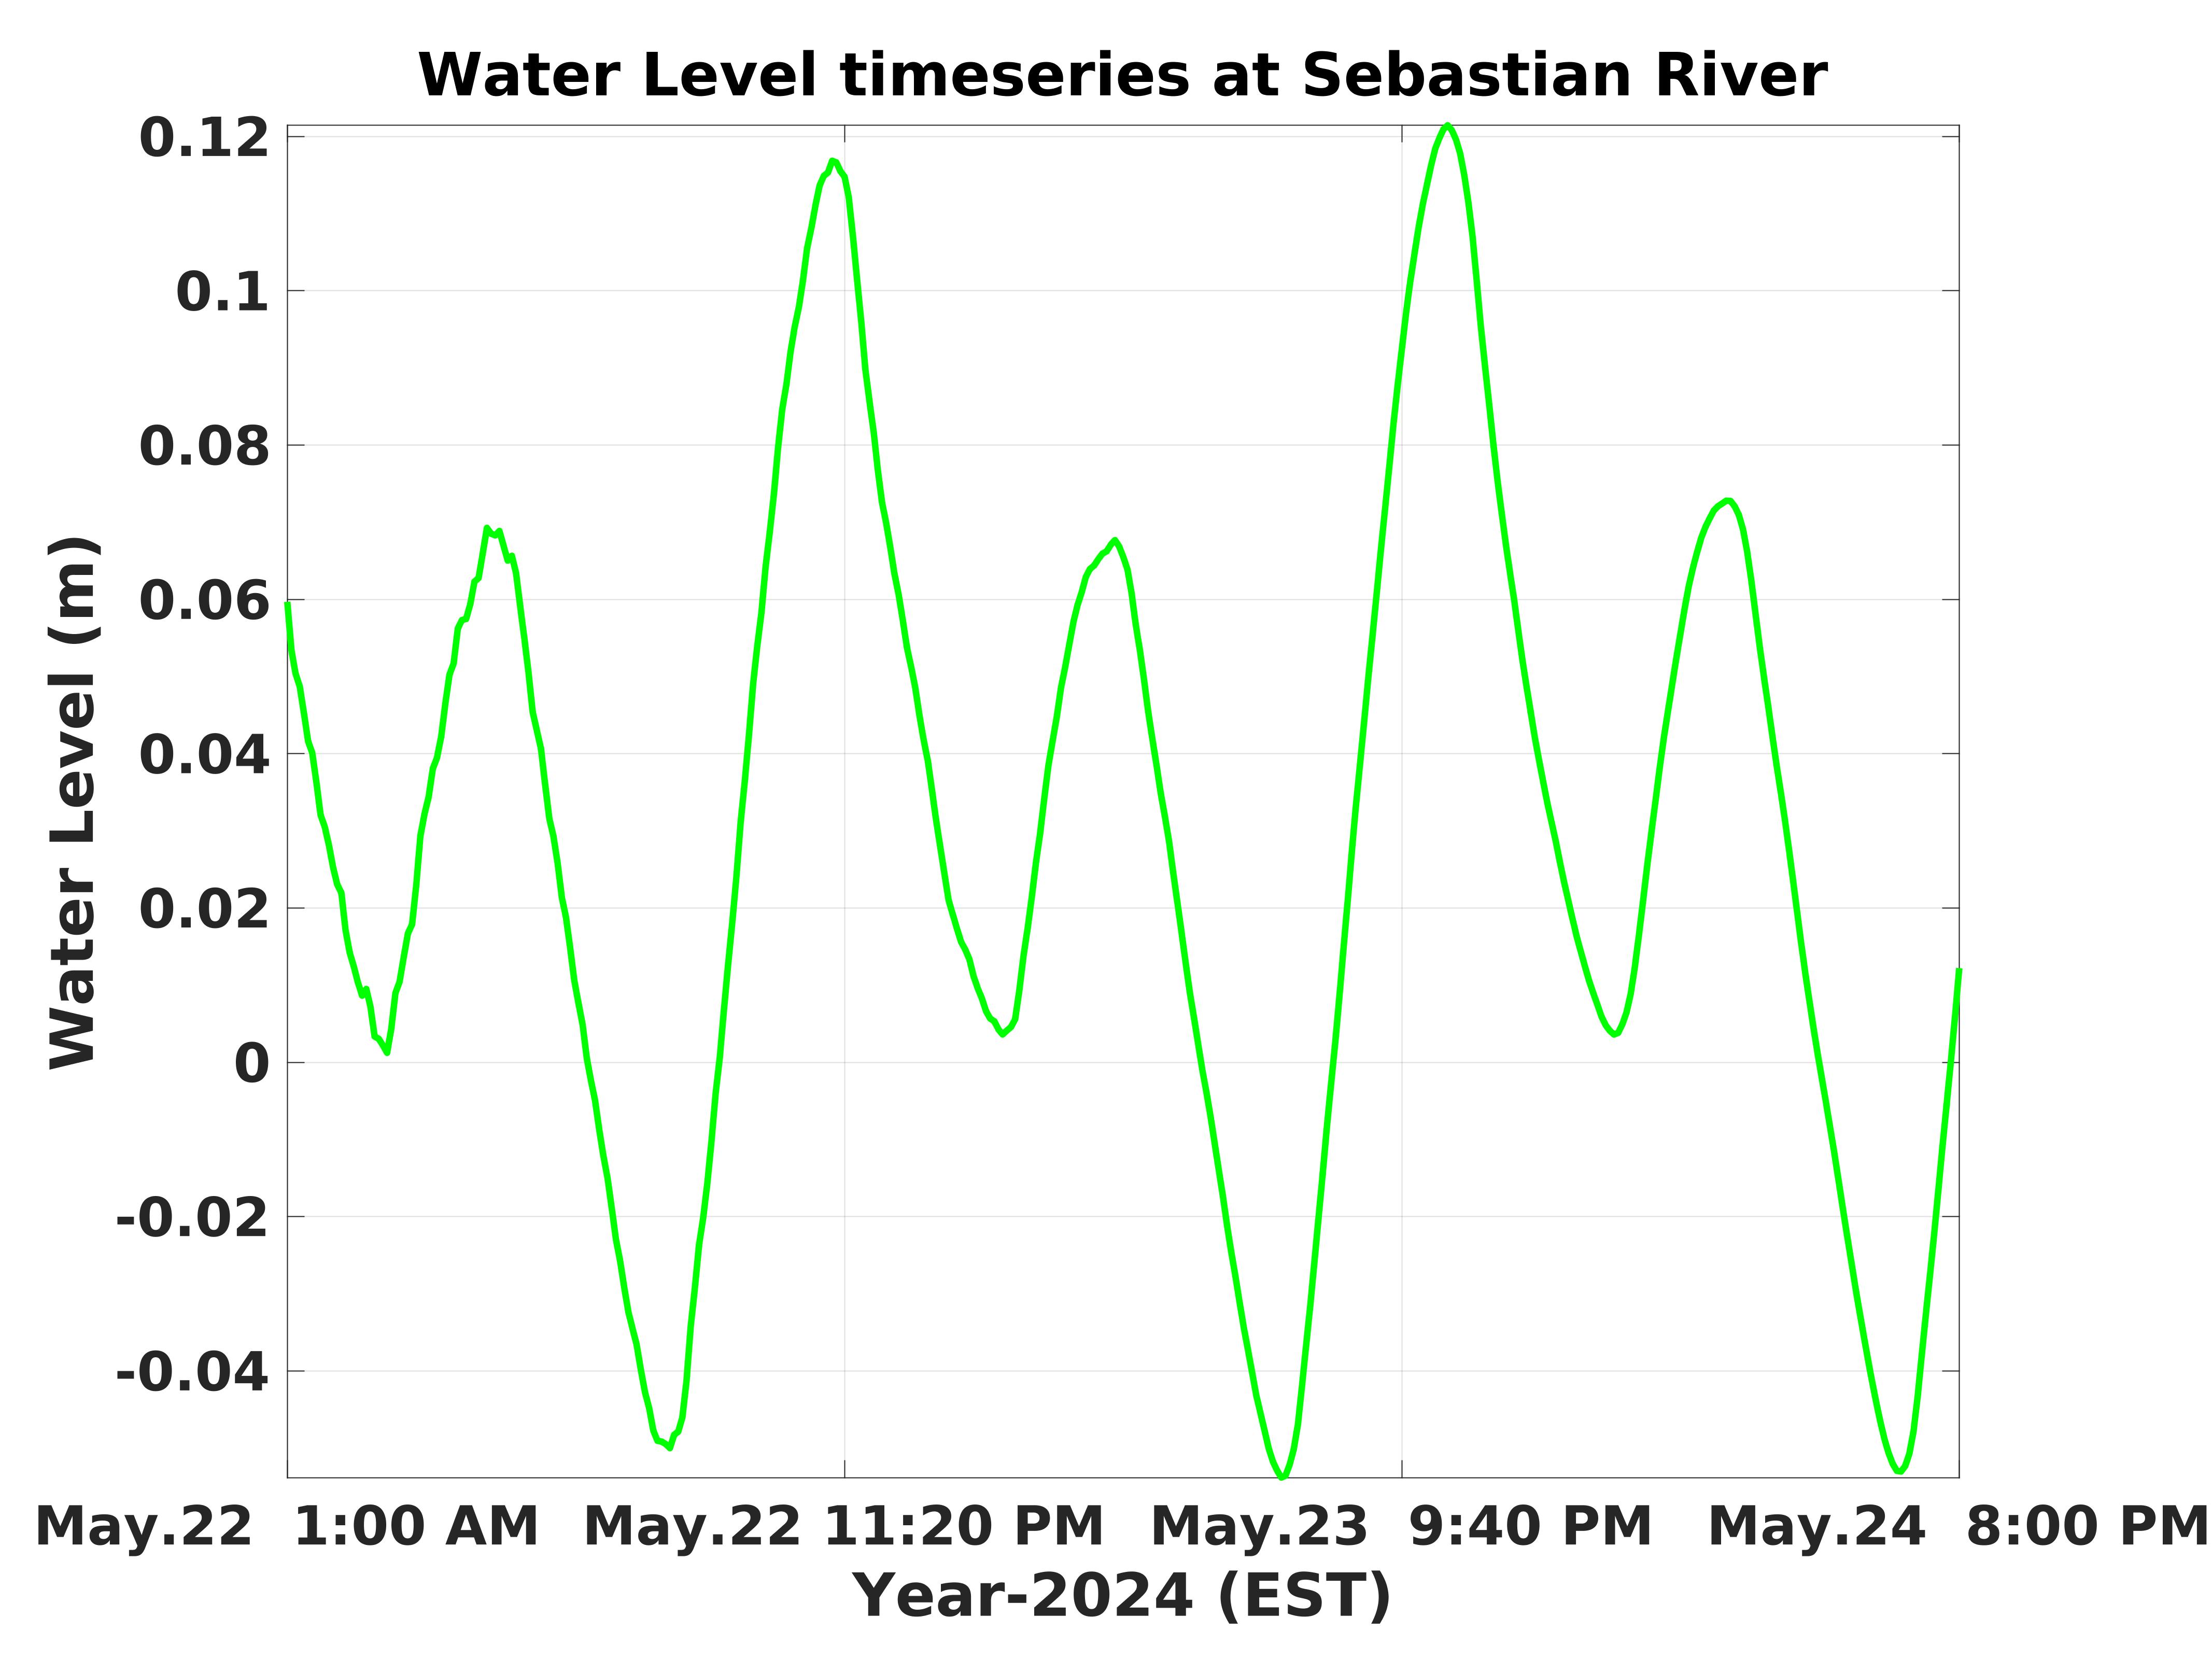 Water Level timeseries at Sebastian River
0.12
0.1
0.08
0.06
0.04
0.02
0
-0.02
-0.04
Water Level (m)
May.22 1:00 AM May.22 11:20 PM May.23 9:40 PM May.24 8:00 PM
Year-2024 (EST)